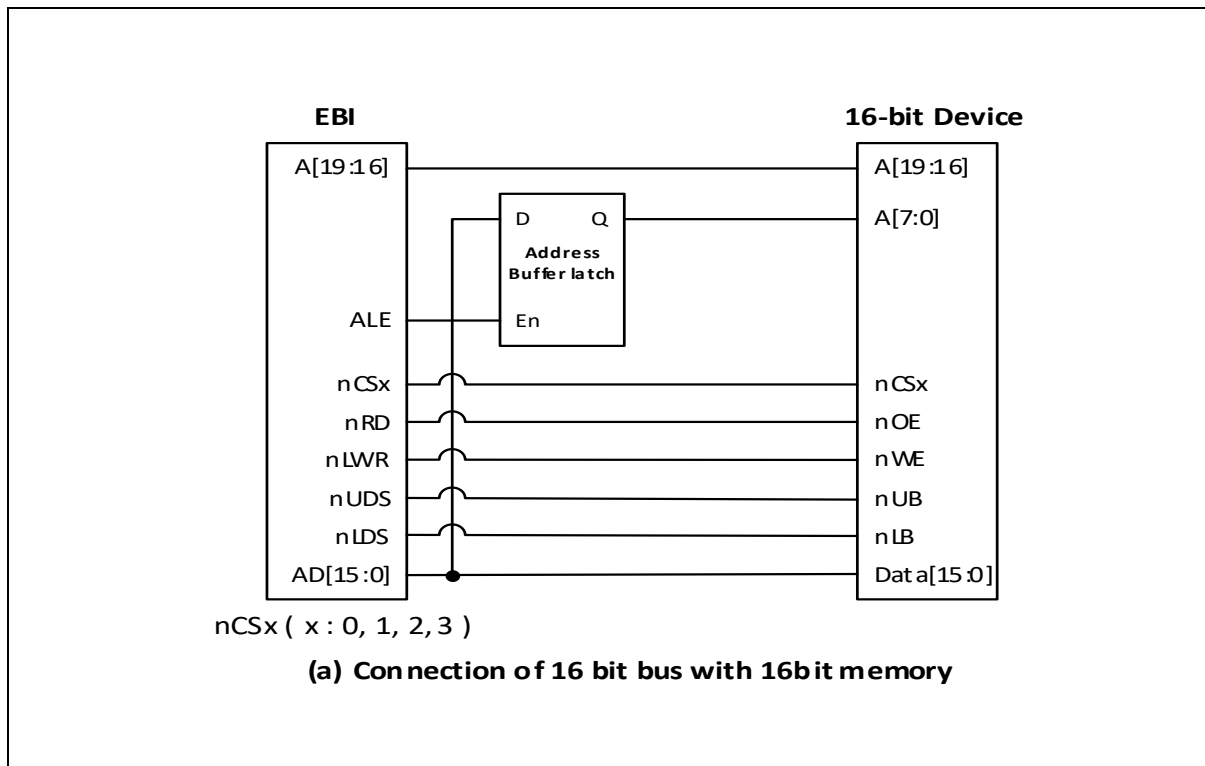 EBI
16-bit Device
A[19:16]
A[19:16]
D
Q
A[7:0]
Address
Buffer latch
ALE
En
nCSx
nCSx
nRD
nOE
nLWR
nWE
nUDS
nUB
nLDS
nLB
AD[15:0]
Data[15:0]
nCSx ( x : 0, 1, 2, 3 )
(a) Connection of 16 bit bus with 16bit memory